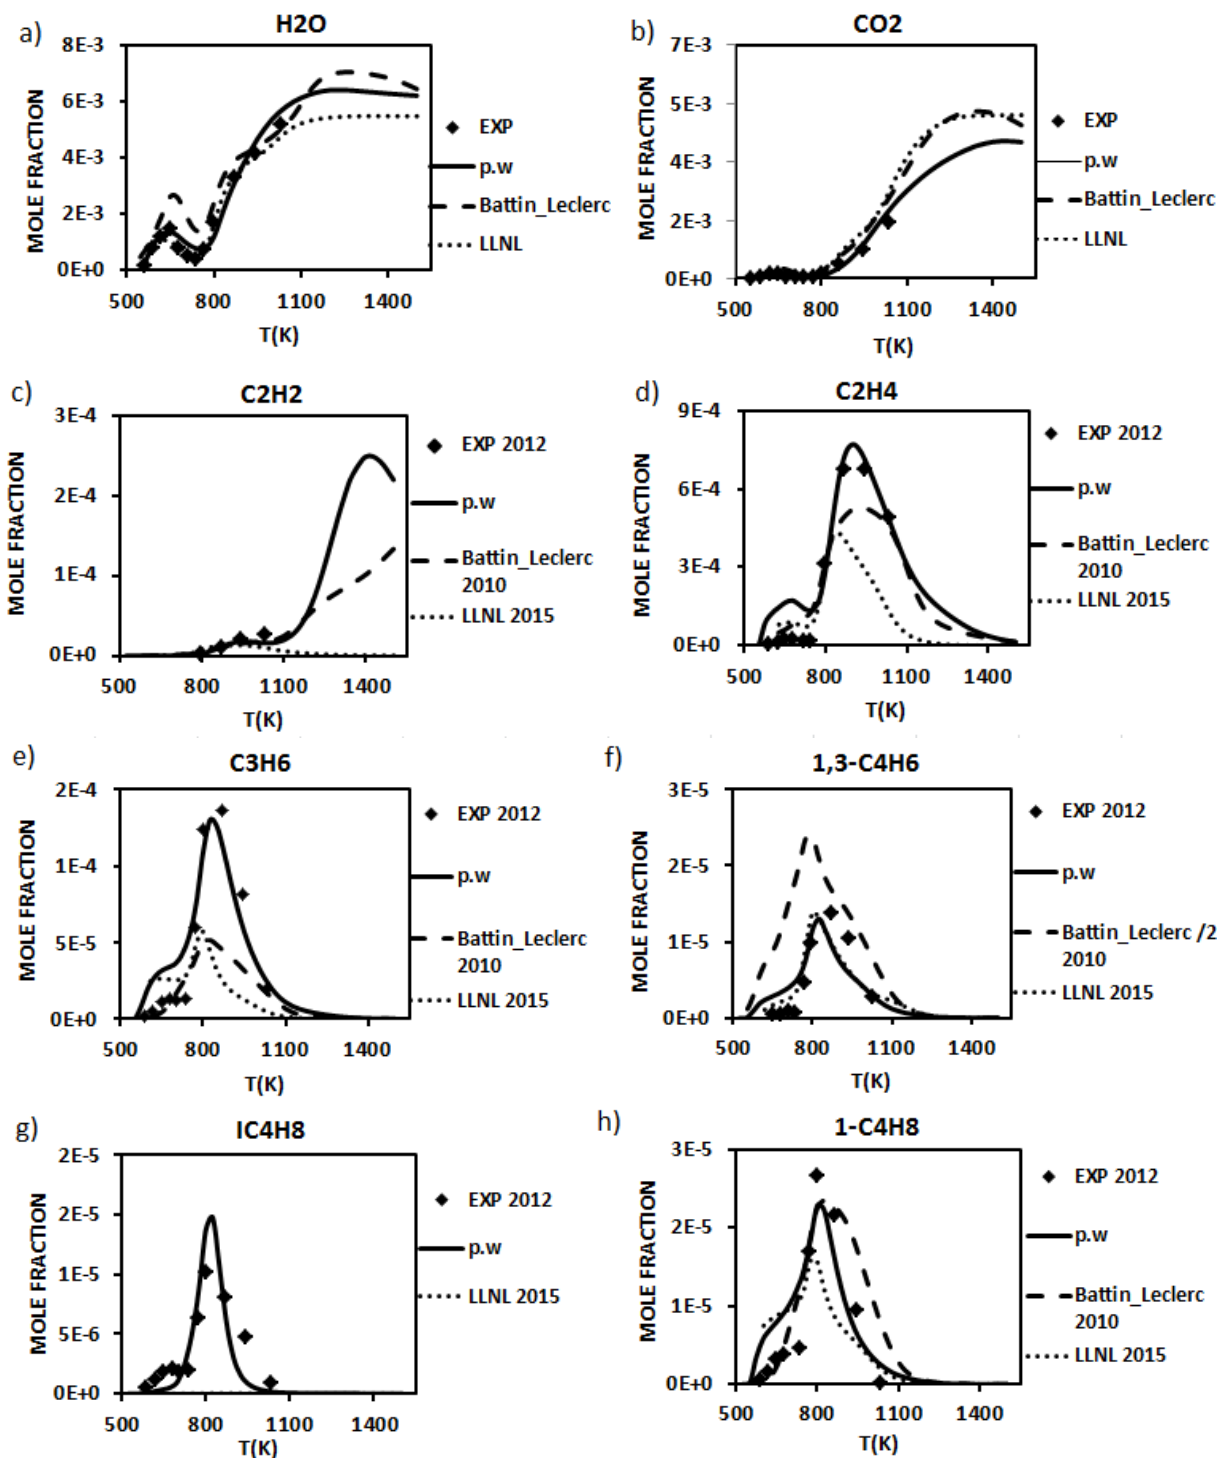 a)
H2O
8E-3
6E-3
4E-3
2E-3
0E+0
MOLE FRACTION
500
800
1100
1400
T(K)
EXP
p.w
Battin_Leclerc
LLNL
b)
CO2
7E-3
5E-3
4E-3
2E-3
0E+0
MOLE FRACTION
500
800
1100
1400
T(K)
EXP
p.w
Battin_Leclerc
LLNL
c)
C2H2
3E-4
2E-4
1E-4
0E+0
MOLE FRACTION
500
800
1100
1400
T(K)
EXP 2012
p.w
Battin_Leclerc
2010
LLNL 2015
d)
C2H4
9E-4
6E-4
3E-4
0E+0
MOLE FRACTION
500
800
1100
1400
T(K)
EXP 2012
p.w
Battin_Leclerc
2010
LLNL 2015
e)
C3H6
2E-4
1E-4
5E-5
0E+0
MOLE FRACTION
500
800
1100
1400
T(K)
EXP 2012
p.w
Battin_Leclerc
2010
LLNL 2015
f)
1,3-C4H6
3E-5
2E-5
1E-5
0E+0
MOLE FRACTION
500
800
1100
1400
T(K)
EXP 2012
p.w
Battin_Leclerc /2
2010
LLNL 2015
g)
IC4H8
2E-5
2E-5
1E-5
5E-6
0E+0
MOLE FRACTION
500
800
1100
1400
T(K)
EXP 2012
p.w
LLNL 2015
h)
1-C4H8
3E-5
2E-5
1E-5
0E+0
MOLE FRACTION
500
800
1100
1400
T(K)
EXP 2012
p.w
Battin_Leclerc
2010
LLNL 2015